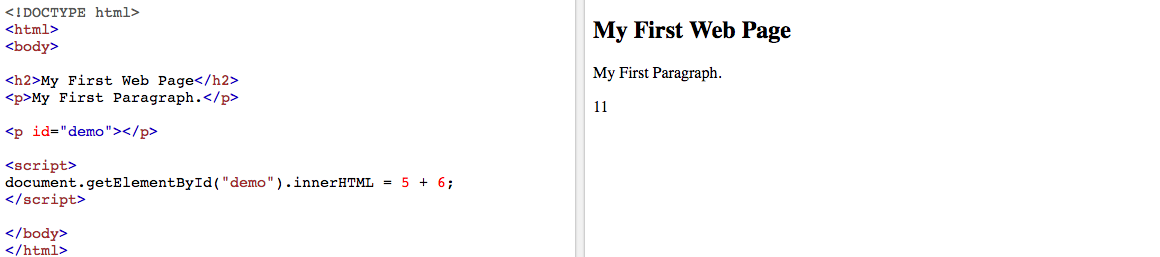 <!DOCTYPE html>
<html>
<body>
<h2>My First Web Page</h2>
<p>My First Paragraph.</p>
<p id="demo"></p>
<script>
document.getElementById("demo").innerHTML = 5 + 6;
</script>
</body>
</html>
My First Web Page
My First Paragraph.
11